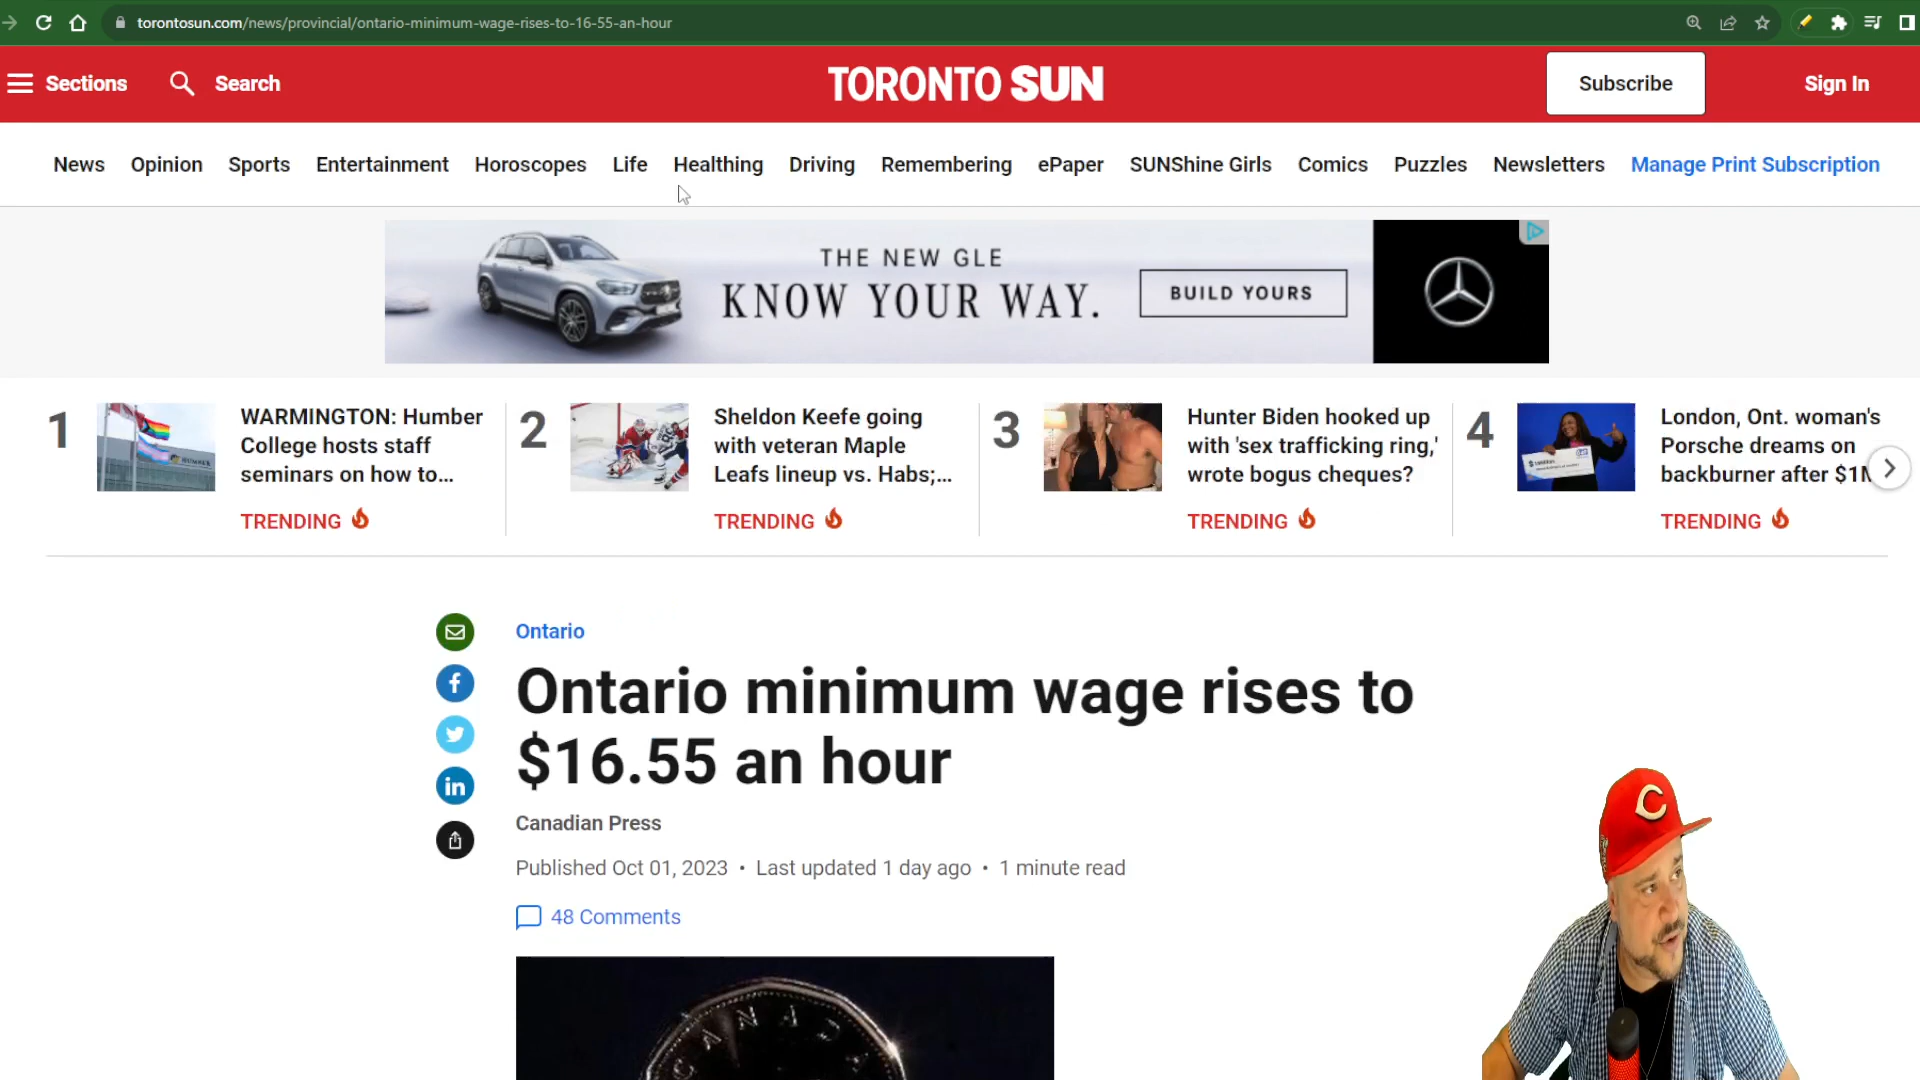 torontosun.com/news/provincial/ontario-minimum-wage-rises-to-16-55-an-hour
Sections
Search
TORONTO SUN
Subscribe
Sign In
News
Opinion
Sports
Entertainment
Horoscopes
Life
Healthing
Driving
Remembering
ePaper
SUNShine Girls
Comics
Puzzles
Newsletters
Manage Print Subscription
THE NEW GLE
KNOW YOUR WAY.
BUILD YOURS
1
WARMINGTON: Humber
College hosts staff
seminars on how to...
TRENDING
2
Sheldon Keefe going
with veteran Maple
Leafs lineup vs. Habs;...
TRENDING
3
Hunter Biden hooked up
with 'sex trafficking ring,'
wrote bogus cheques?
TRENDING
4
London, Ont. woman's
Porsche dreams on
backburner after $1M
TRENDING
Ontario
Ontario minimum wage rises to
$16.55 an hour
Canadian Press
Published Oct 01, 2023 • Last updated 1 day ago • 1 minute read
48 Comments
CANADA
C